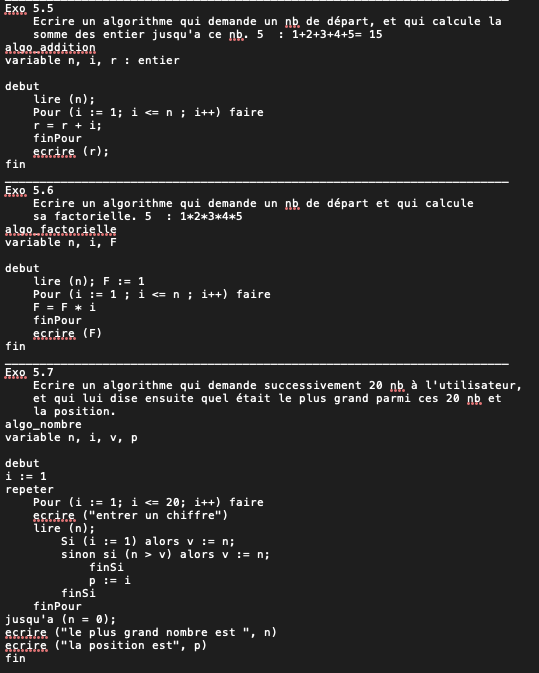 Exo 5.5
Ecrire un algorithme qui demande un nb de départ, et qui calcule la
somme des entier jusqu'a ce nb. 5  : 1+2+3+4+5= 15
algo_addition
variable n, i, r : entier
debut
lire (n);
Pour (i := 1; i <= n ; i++) faire
r = r + i;
finPour
ecrire (r);
fin
Exo 5.6
Ecrire un algorithme qui demande un nb de départ et qui calcule
sa factorielle. 5  : 1*2*3*4*5
algo_factorielle
variable n, i, F
debut
lire (n); F := 1
Pour (i := 1 ; i <= n ; i++) faire
F = F * i
finPour
ecrire (F)
fin
Exo 5.7
Ecrire un algorithme qui demande successivement 20 nb à l'utilisateur,
et qui lui dise ensuite quel était le plus grand parmi ces 20 nb et
la position.
algo_nombre
variable n, i, v, p
debut
i := 1
repeter
Pour (i := 1; i <= 20; i++) faire
ecrire ("entrer un chiffre")
lire (n);
Si (i := 1) alors v := n;
sinon si (n > v) alors v := n;
finSi
p := i
finSi
finPour
jusqu'a (n = 0);
ecrire ("le plus grand nombre est ", n)
ecrire ("la position est", p)
fin